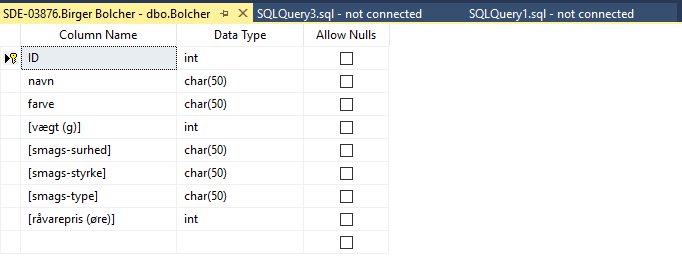 SDE-03876.Birger Bolcher - dbo.Bolcher SQLQuery3.sql - not connected SQLQuery1.sql - not connected
Column Name Data Type Allow Nulls
ID int
navn char(50)
farve char(50)
[vægt (g)] int
[smags-surhed] char(50)
[smags-styrke] char(50)
[smags-type] char(50)
[råvarepris (øre)] int